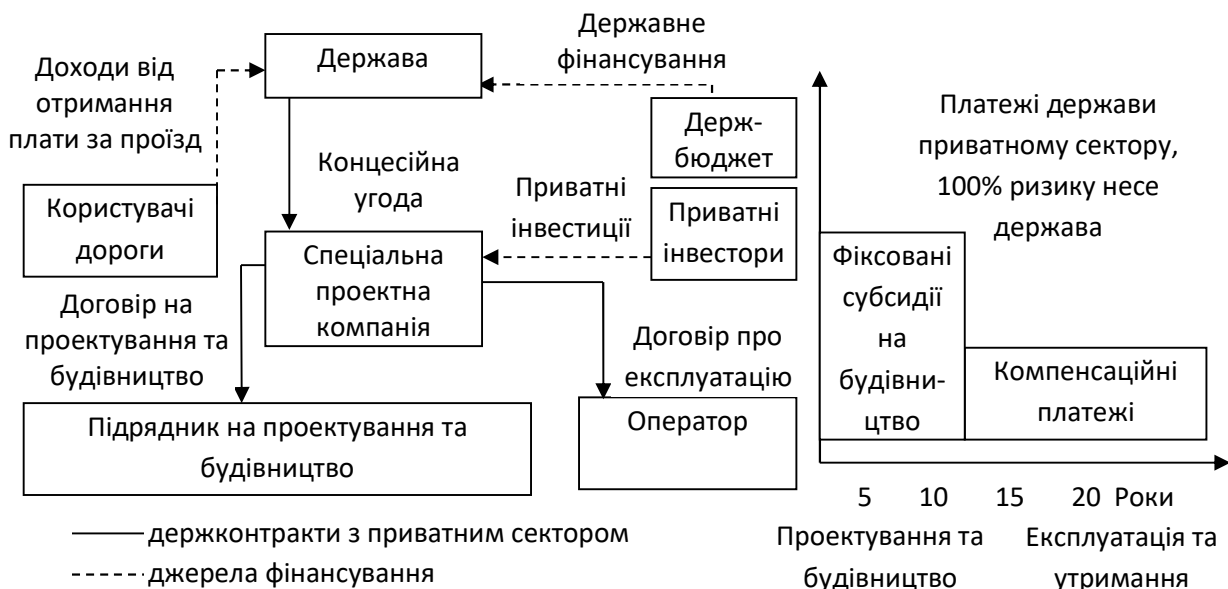 Доходи від
отримання
плати за проїзд
Держава
Державне
фінансування
Держ-
бюджет
Концесійна
угода
Приватні
інвестиції
Приватні
інвестори
Користувачі
дороги
Спеціальна
проектна
компанія
Договір на
проектування та
будівництво
Договір про
експлуатацію
Підрядник на проектування та
будівництво
Оператор
держконтракти з приватним сектором
джерела фінансування
Платежі держави
приватному сектору,
100% ризику несе
держава
Фіксовані
субсидії
на
будівни-
цтво
Компенсаційні
платежі
5 10 15 20 Роки
Проектування та
будівництво
Експлуатація та
утримання